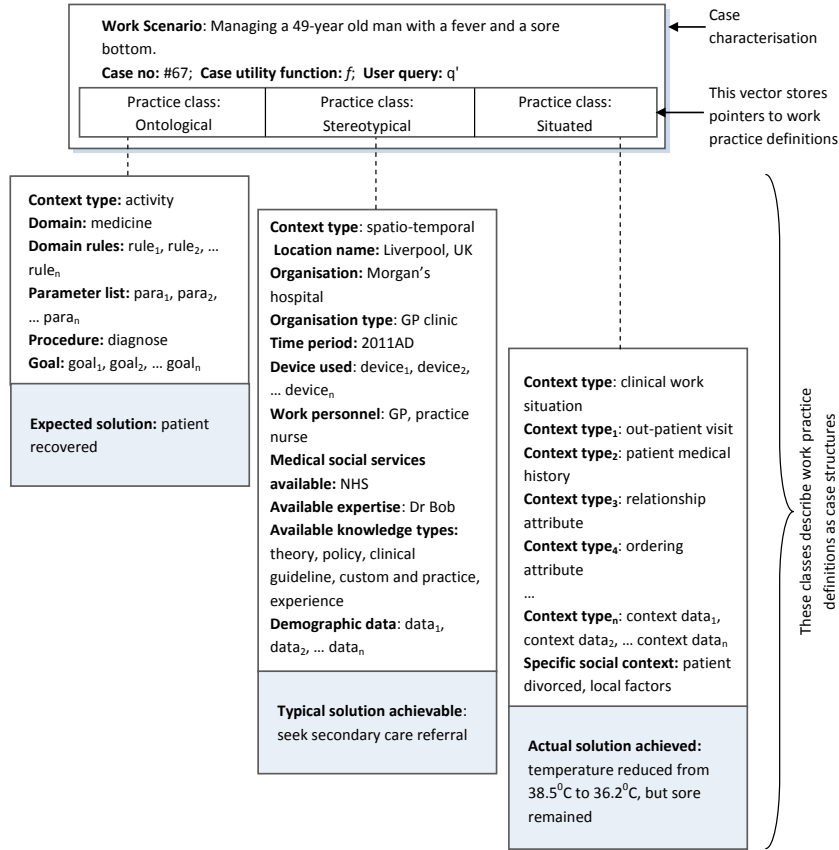 Work Scenario: Managing a 49-year old man with a fever and a sore
bottom.
Case no: #67; Case utility function: f; User query: q'
Practice class:
Ontological
Practice class:
Stereotypical
Practice class:
Situated
Case
characterisation
This vector stores
pointers to work
practice definitions
Context type: activity
Domain: medicine
Domain rules: rule1, rule2, …
rulen
Parameter list: para1, para2,
… paran
Procedure: diagnose
Goal: goal1, goal2, … goaln
Expected solution: patient
recovered
Context type: spatio-temporal
Location name: Liverpool, UK
Organisation: Morgan's
hospital
Organisation type: GP clinic
Time period: 2011AD
Device used: device1, device2,
… devicen
Work personnel: GP, practice
nurse
Medical social services
available: NHS
Available expertise: Dr Bob
Available knowledge types:
theory, policy, clinical
guideline, custom and practice,
experience
Demographic data: data1,
data2, … datan
Typical solution achievable:
seek secondary care referral
Context type: clinical work
situation
Context type1: out-patient visit
Context type2: patient medical
history
Context type3: relationship
attribute
Context type4: ordering
attribute
…
Context typen: context data1,
context data2, … context datan
Specific social context: patient
divorced, local factors
Actual solution achieved:
temperature reduced from
38.5⁰C to 36.2⁰C, but sore
remained
These classes describe work practice
definitions as case structures